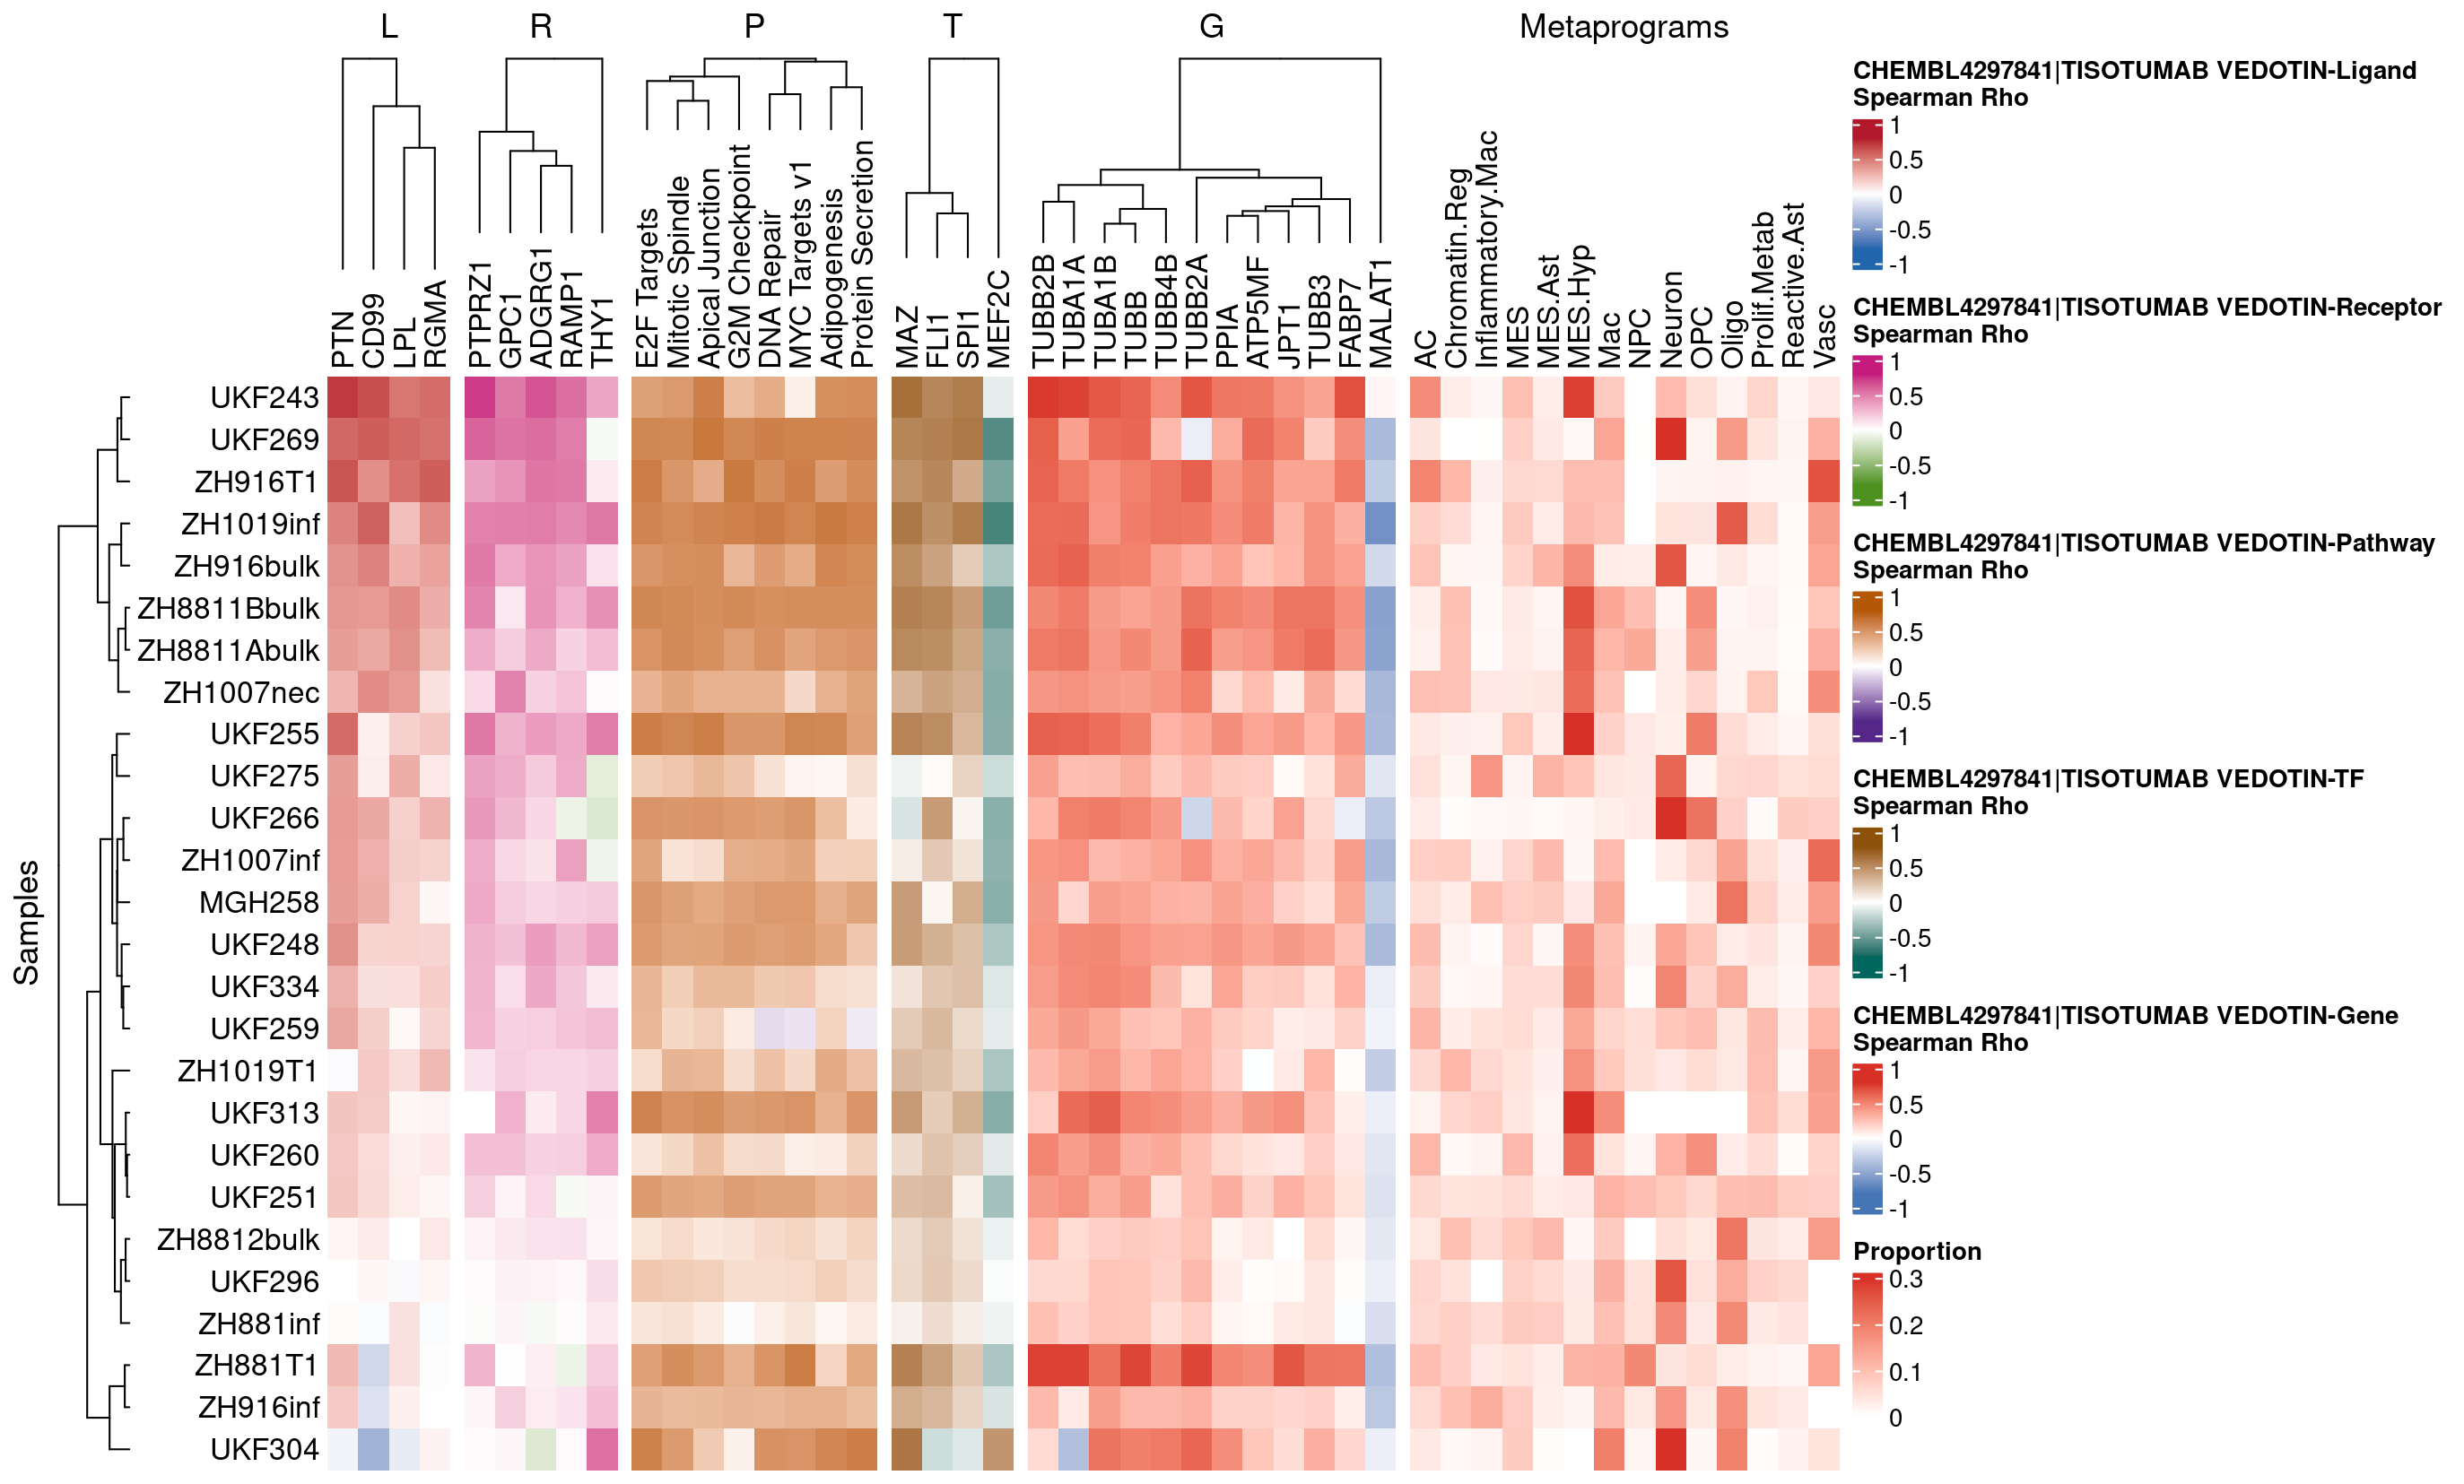 L R P T G Metaprograms
PTN CD99 LPL RGMA
PTPRZ1 GPC1 ADGRG1 RAMP1 THY1
E2F Targets
Mitotic Spindle
Apical Junction
G2M Checkpoint
DNA Repair
MYC Targets v1
Adipogenesis
Protein Secretion
MAZ FLI1 SPI1 MEF2C
TUBB2B TUBA1A TUBA1B TUBB TUBB4B TUBB2A PPIA ATP5MF JPT1 TUBB3 FABP7 MALAT1
AC Chromatin.Reg Inflammatory.Mac MES MES.Ast MES.Hyp Mac NPC Neuron OPC Oligo Prolif.Metab Reactive.Ast Vasc
Samples
UKF243
UKF269
ZH916T1
ZH1019inf
ZH916bulk
ZH8811Bbulk
ZH8811Abulk
ZH1007nec
UKF255
UKF275
UKF266
ZH1007inf
MGH258
UKF248
UKF334
UKF259
ZH1019T1
UKF313
UKF260
UKF251
ZH8812bulk
UKF296
ZH881inf
ZH881T1
ZH916inf
UKF304
CHEMBL4297841|TISOTUMAB VEDOTIN-Ligand
Spearman Rho
1
0.5
0
-0.5
-1
CHEMBL4297841|TISOTUMAB VEDOTIN-Receptor
Spearman Rho
1
0.5
0
-0.5
-1
CHEMBL4297841|TISOTUMAB VEDOTIN-Pathway
Spearman Rho
1
0.5
0
-0.5
-1
CHEMBL4297841|TISOTUMAB VEDOTIN-TF
Spearman Rho
1
0.5
0
-0.5
-1
CHEMBL4297841|TISOTUMAB VEDOTIN-Gene
Spearman Rho
1
0.5
0
-0.5
-1
Proportion
0.3
0.2
0.1
0